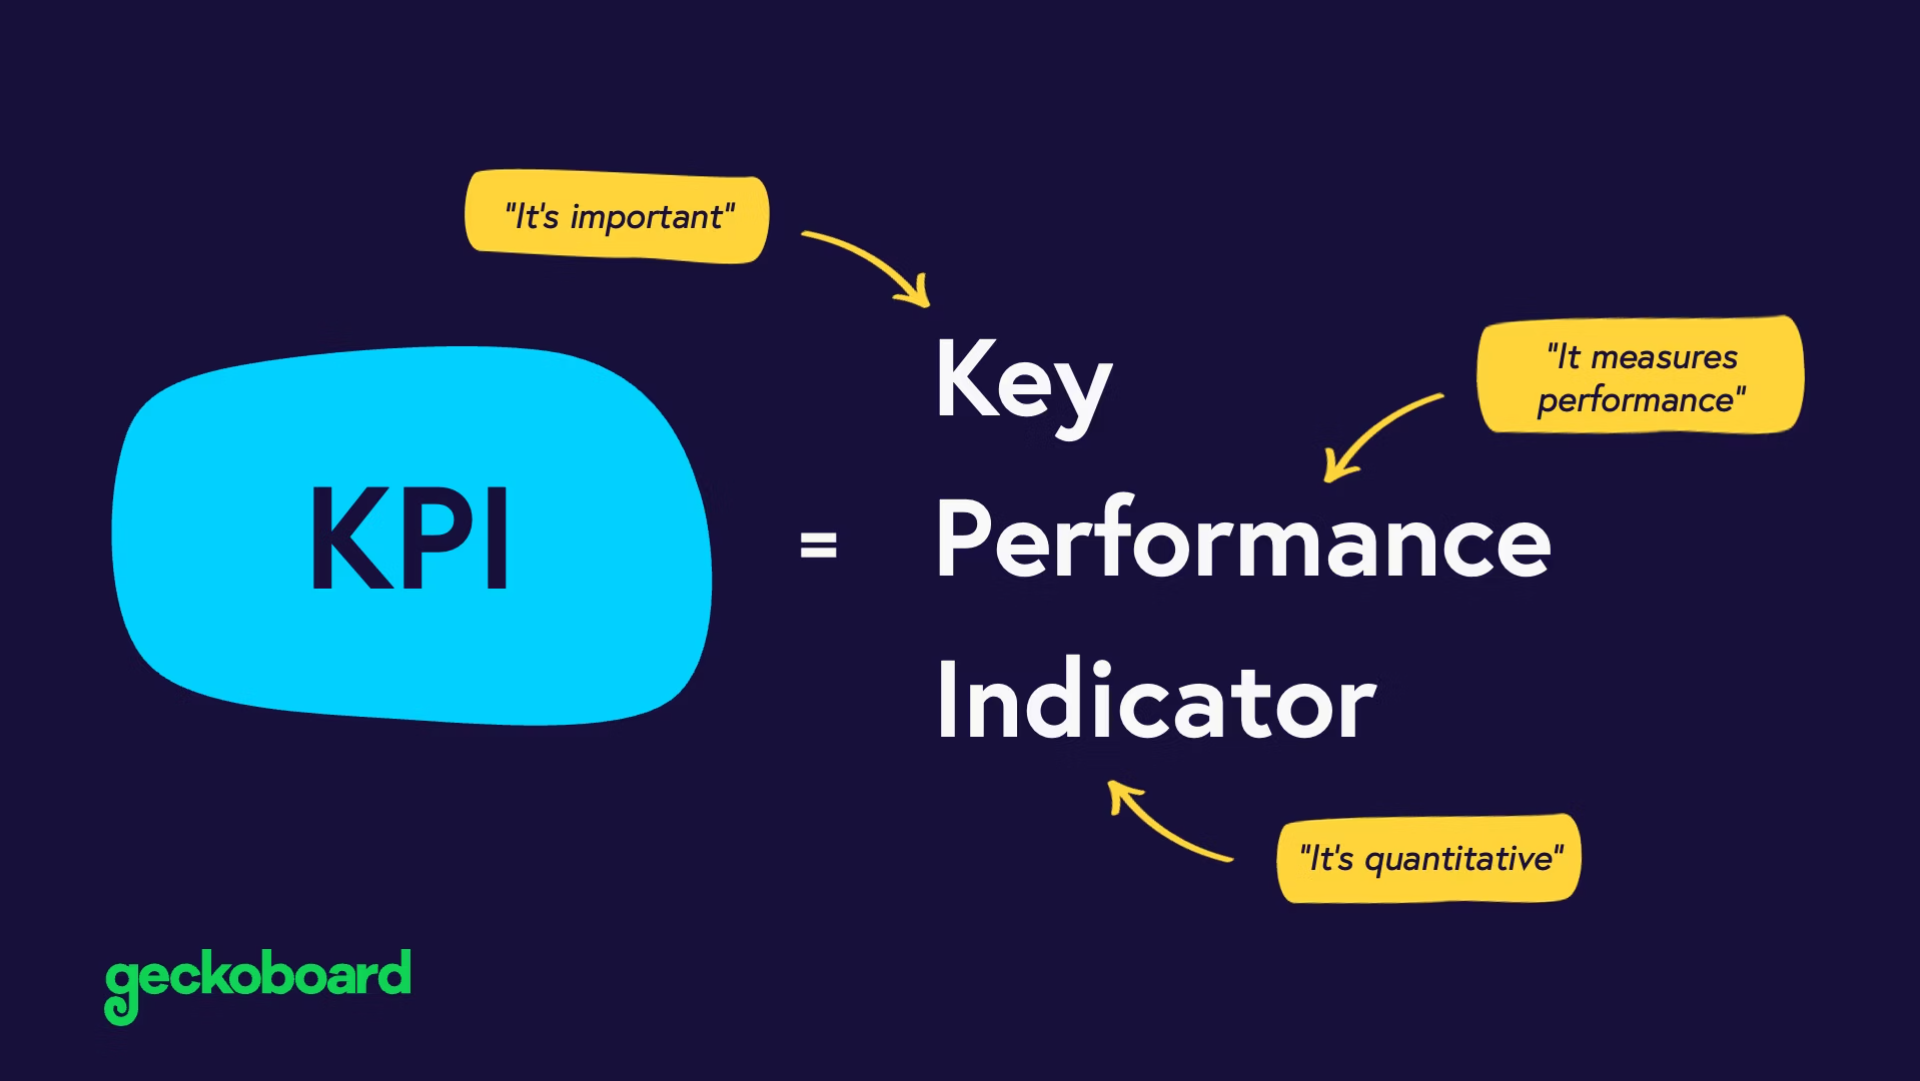 "It's important"
Key
"It measures
performance"
KPI
=
Performance
Indicator
"It's quantitative"
geckoboard